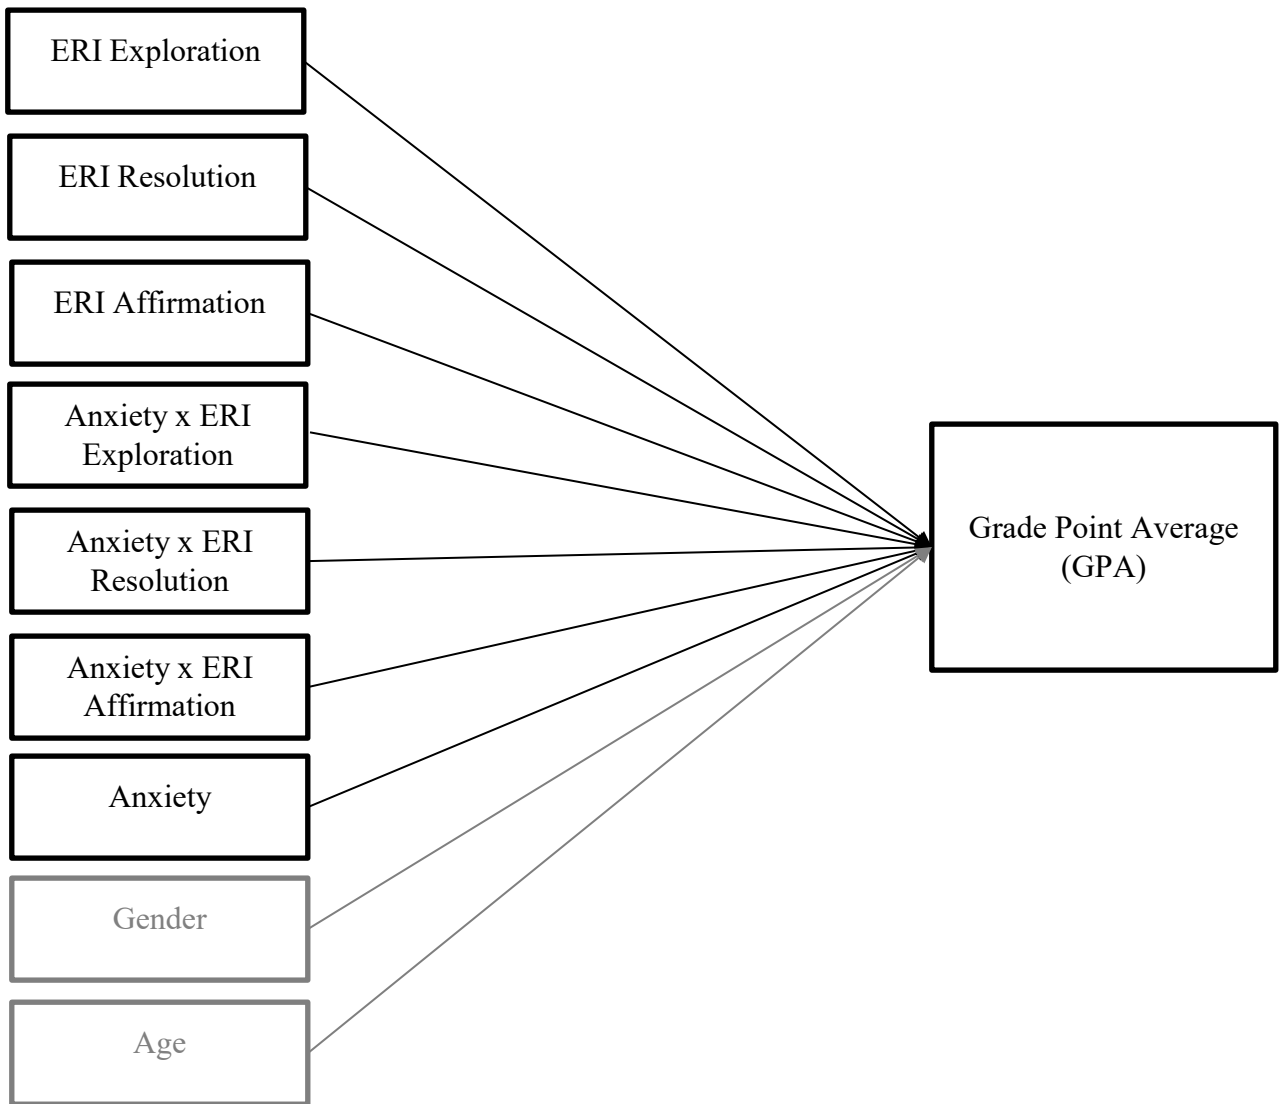 ERI Exploration
ERI Resolution
ERI Affirmation
Anxiety x ERI
Exploration
Anxiety x ERI
Resolution
Anxiety x ERI
Affirmation
Anxiety
Gender
Age
Grade Point Average
(GPA)